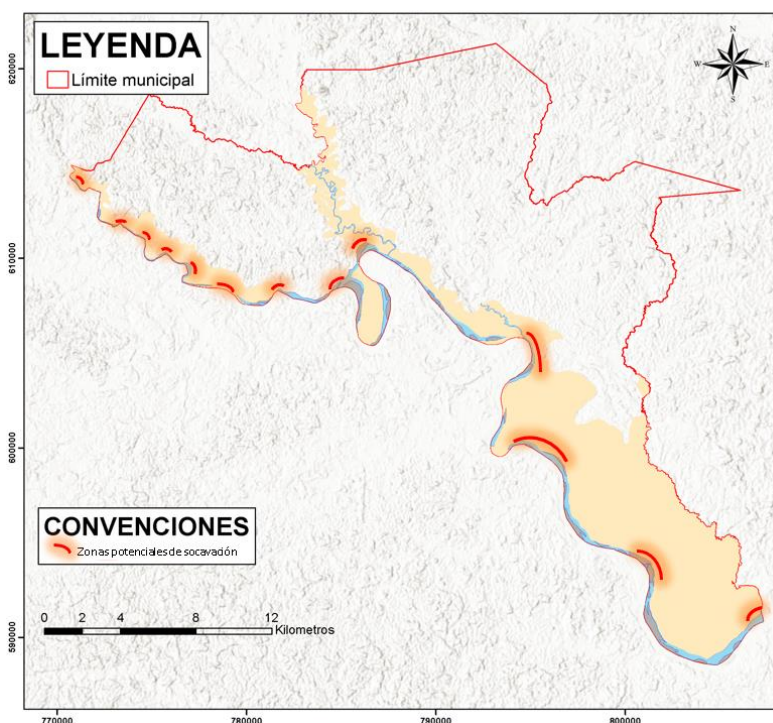 LEYENDA
Límite municipal
N
W E
S
620000
610000
600000
590000
CONVENCIONES
Zonas potenciales de socavación
0 2 4 8 12
Kilometros
770000 780000 790000 800000